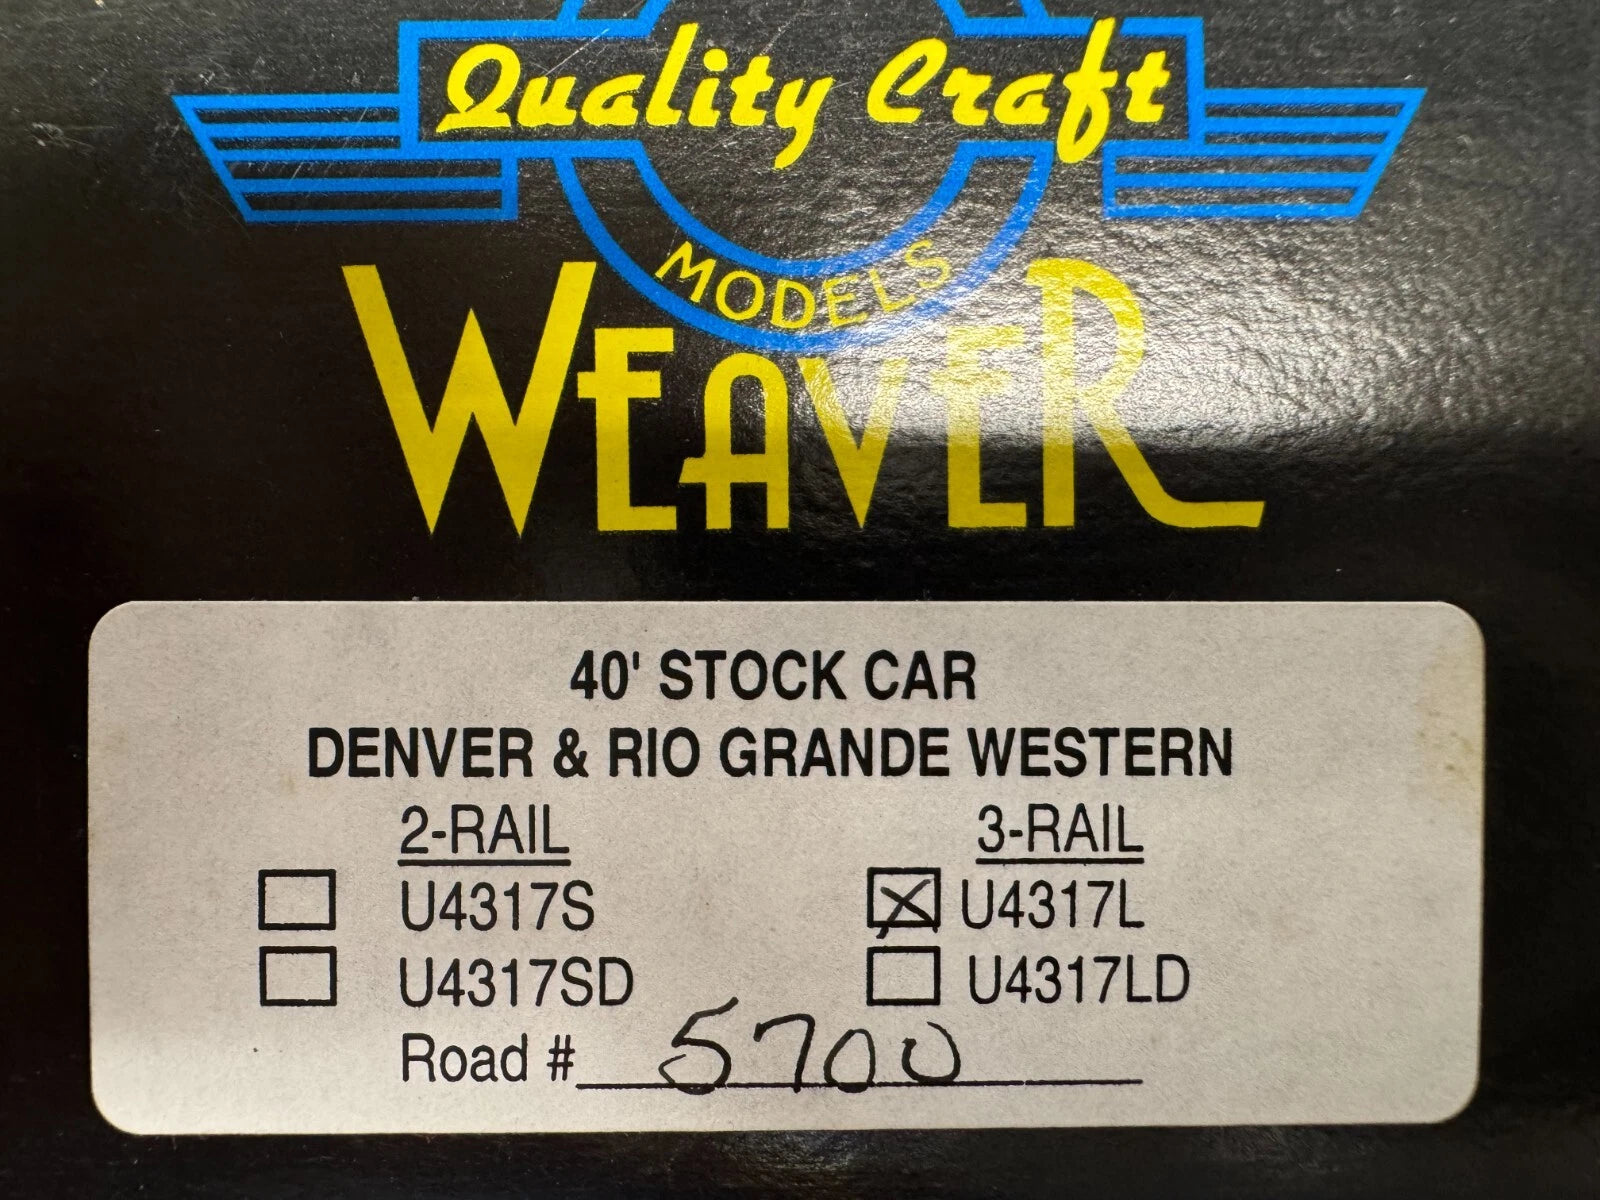 Quality Craft
MODELS
WEAVER
40' STOCK CAR
DENVER & RIO GRANDE WESTERN
2-RAIL 3-RAIL
U4317S U4317L
U4317SD U4317LD
Road # 5700